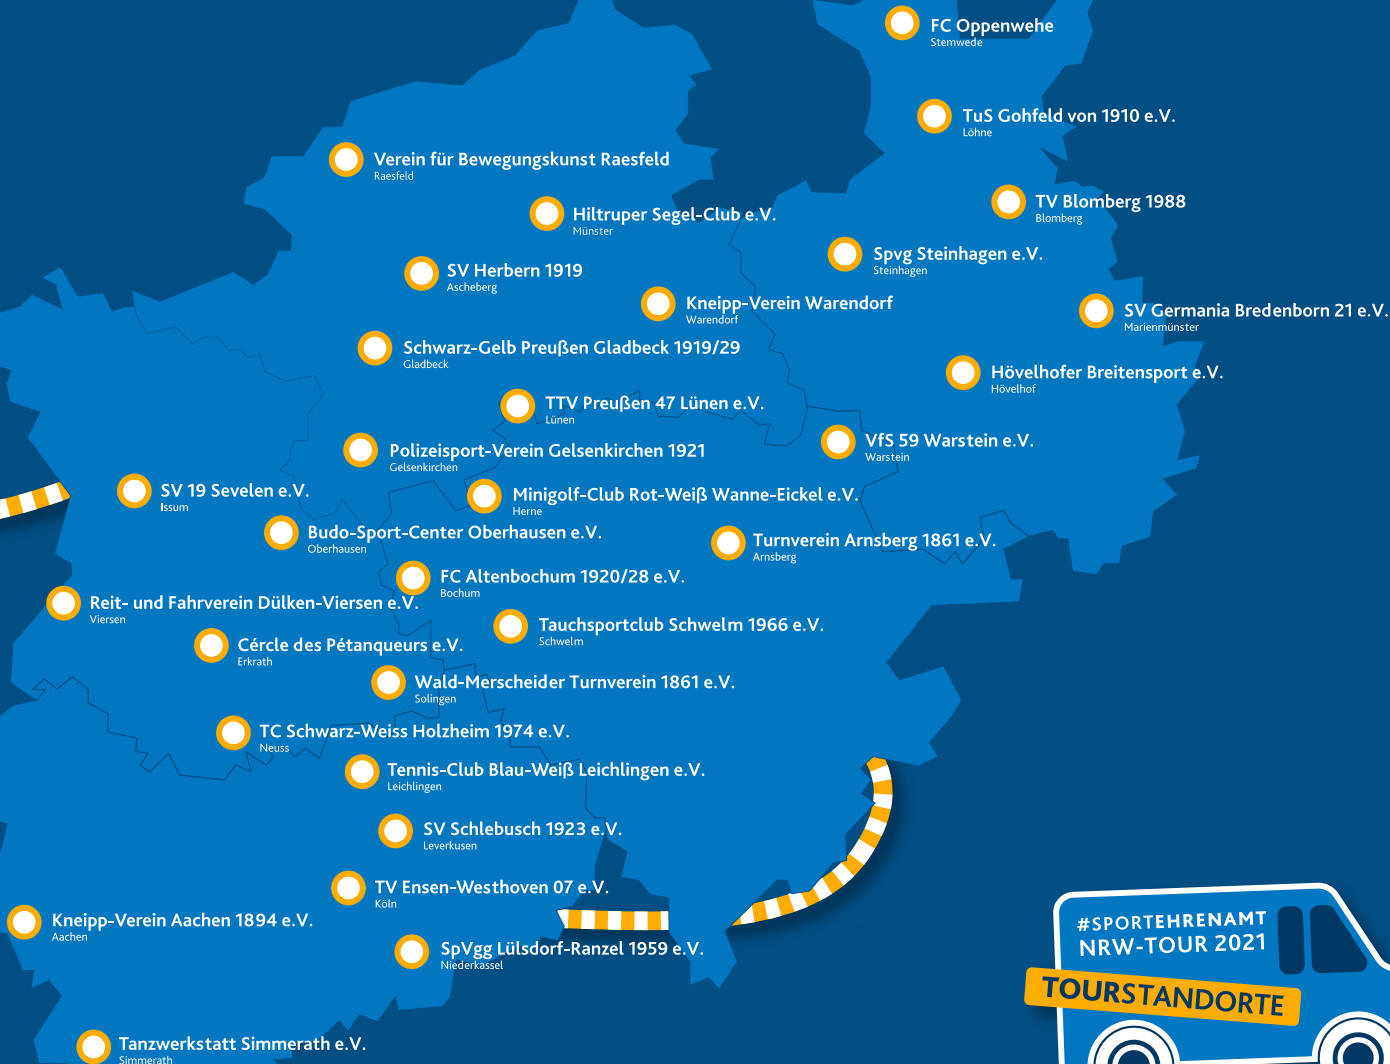 FC Oppenwehe
Stemwede
TuS Gohfeld von 1910 e.V.
Löhne
Verein für Bewegungskunst Raesfeld
Raesfeld
TV Blomberg 1988
Blomberg
Hiltruper Segel-Club e.V.
Münster
Spvg Steinhagen e.V.
Steinhagen
SV Herbern 1919
Ascheberg
Kneipp-Verein Warendorf
Warendorf
SV Germania Bredenborn 21 e.V.
Marienmünster
Schwarz-Gelb Preußen Gladbeck 1919/29
Gladbeck
Hövelhofer Breitensport e.V.
Hövelhof
TTV Preußen 47 Lünen e.V.
Lünen
VfS 59 Warstein e.V.
Warstein
Polizeisport-Verein Gelsenkirchen 1921
Gelsenkirchen
SV 19 Sevelen e.V.
Issum
Minigolf-Club Rot-Weiß Wanne-Eickel e.V.
Herne
Budo-Sport-Center Oberhausen e.V.
Oberhausen
Turnverein Arnsberg 1861 e.V.
Arnsberg
FC Altenbochum 1920/28 e.V.
Bochum
Reit- und Fahrverein Dülken-Viersen e.V.
Viersen
Tauchsportclub Schwelm 1966 e.V.
Schwelm
Cércle des Pétanqueurs e.V.
Erkrath
Wald-Merscheider Turnverein 1861 e.V.
Solingen
TC Schwarz-Weiss Holzheim 1974 e.V.
Neuss
Tennis-Club Blau-Weiß Leichlingen e.V.
Leichlingen
SV Schlebusch 1923 e.V.
Leverkusen
TV Ensen-Westhoven 07 e.V.
Köln
Kneipp-Verein Aachen 1894 e.V.
Aachen
SpVgg Lülsdorf-Ranzel 1959 e.V.
Niederkassel
Tanzwerkstatt Simmerath e.V.
Simmerath
#SPORTEHRENAMT
NRW-TOUR 2021
TOURSTANDORTE